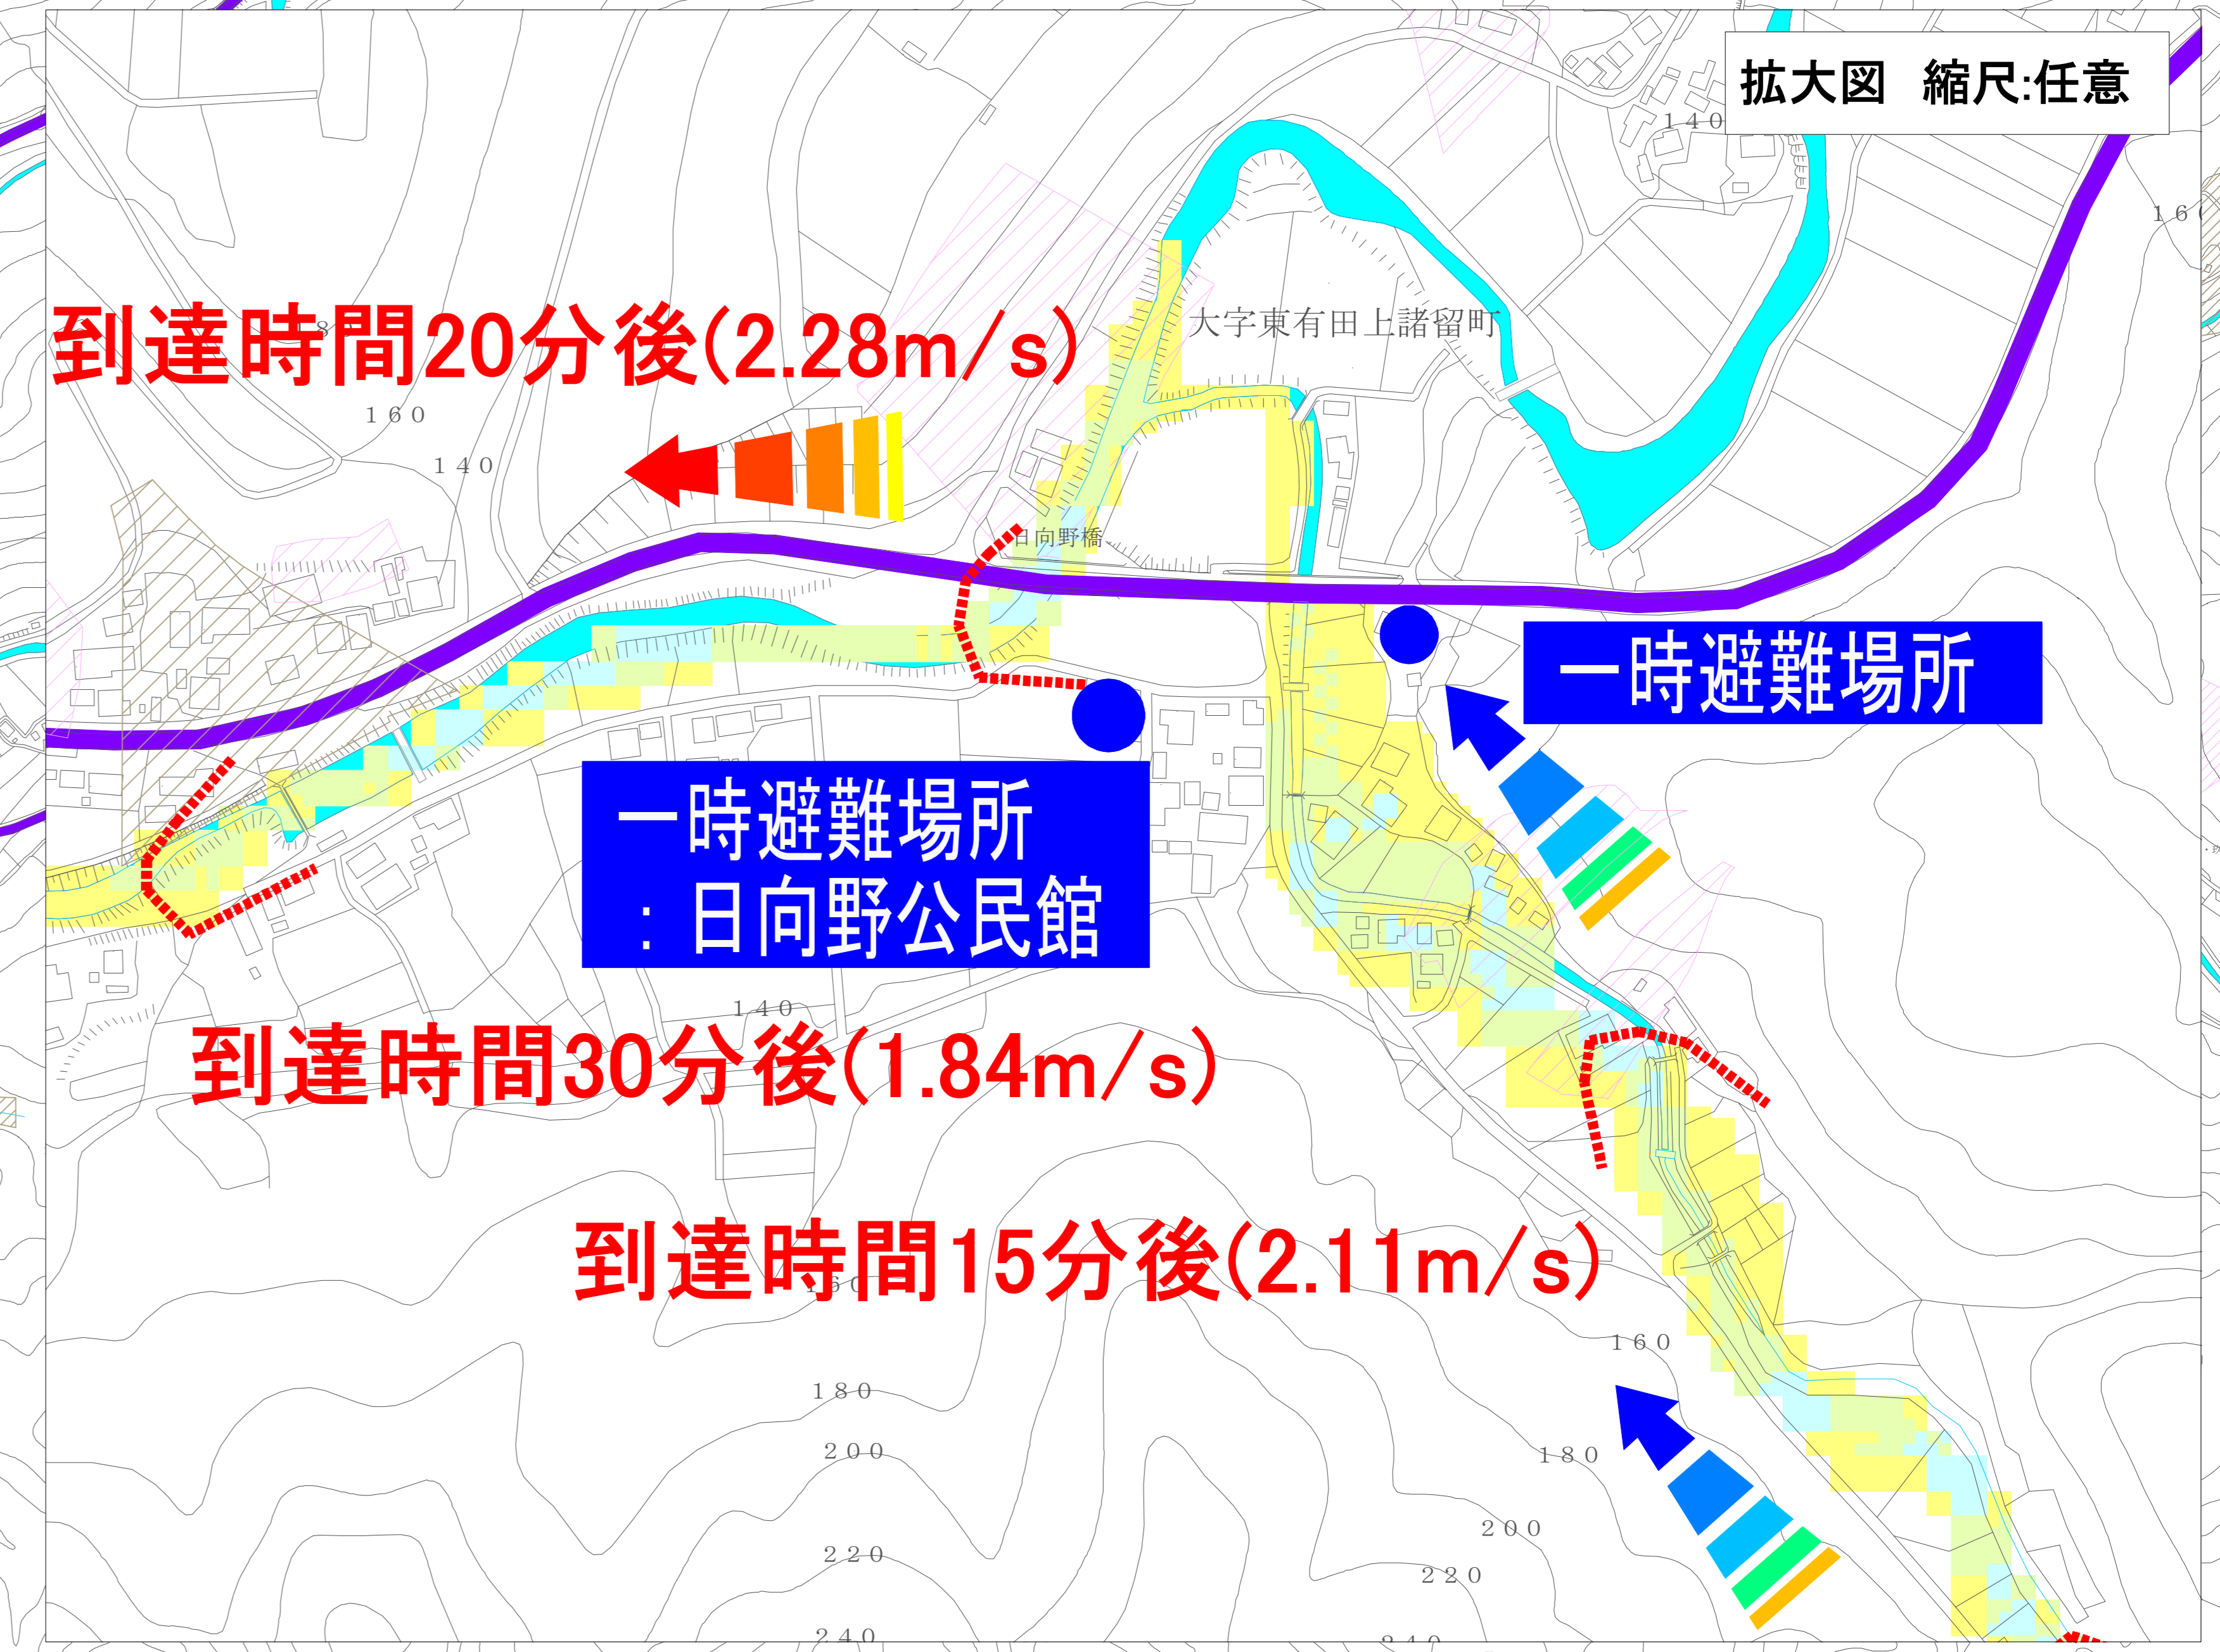 拡大図　縮尺:任意
140
160
大字東有田上諸留町
到達時間20分後(2.28m/s)
160
140
日向野橋
一時避難場所
一時避難場所
：日向野公民館
140
到達時間30分後(1.84m/s)
到達時間15分後(2.11m/s)
160
160
180
180
200
200
220
220
240
240